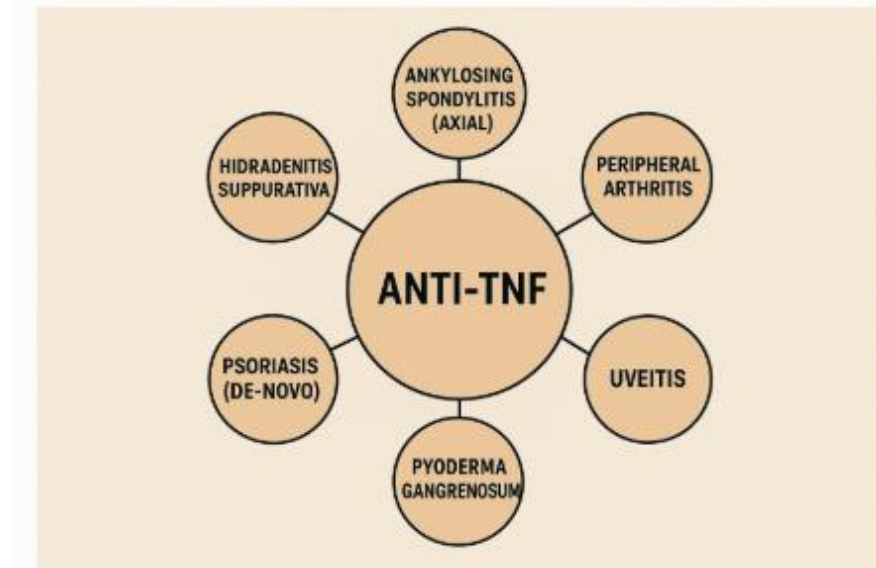 ANKYLOSING
SPONDYLITIS
(AXIAL)
HIDRADENITIS
SUPPURATIVA
PERIPHERAL
ARTHRITIS
ANTI-TNF
PSORIASIS
(DE-NOVO)
UVEITIS
PYODERMA
GANGRENOSUM